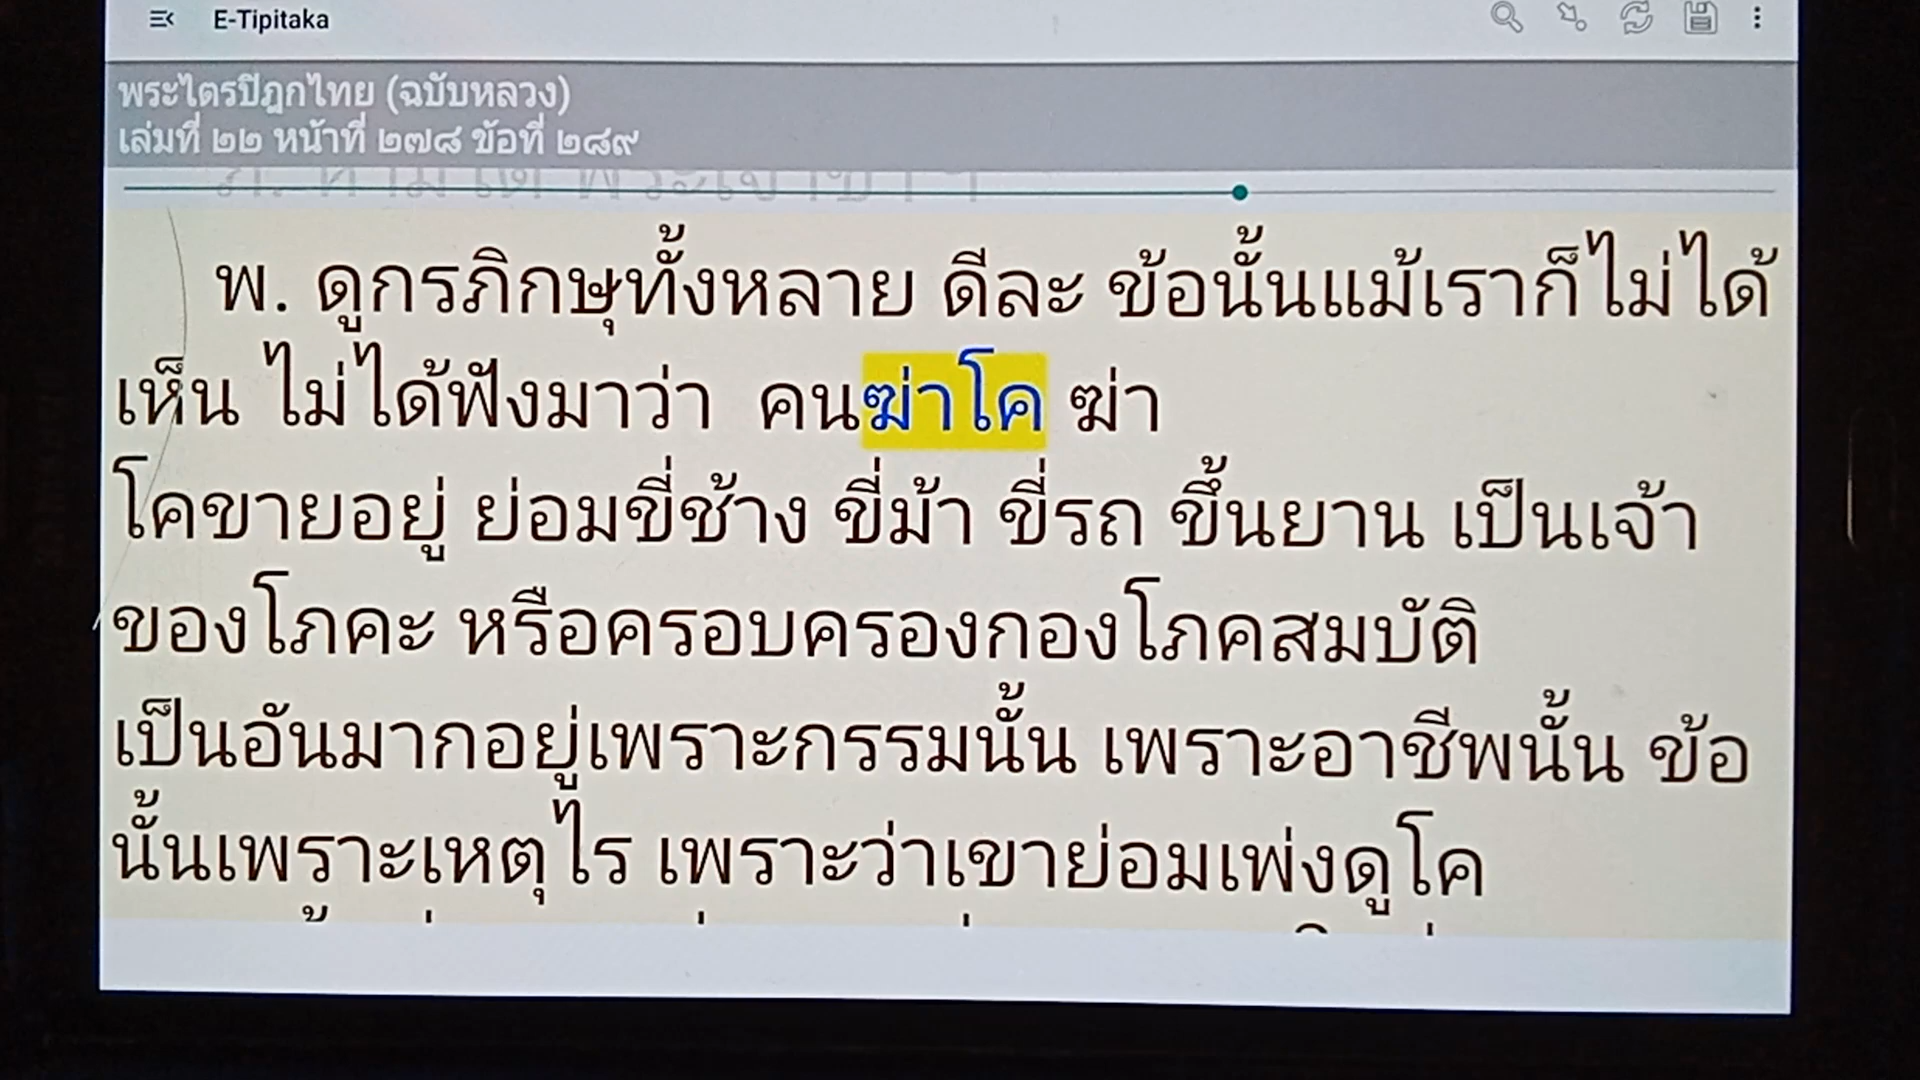 E-Tipitaka
พระไตรปิฎกไทย (ฉบับหลวง)
เล่มที่ ๒๒ หน้าที่ ๒๗๘ ข้อที่ ๒๘๙
พ. ดูกรภิกษุทั้งหลาย ดีละ ข้อนั้นแม้เราก็ไม่ได้
เห็น ไม่ได้ฟังมาว่า คนฆ่าโค ฆ่า
โคขายอยู่ ย่อมขี่ช้าง ขี่ม้า ขี่รถ ขึ้นยาน เป็นเจ้า
ของโภคะ หรือครอบครองกองโภคสมบัติ
เป็นอันมากอยู่เพราะกรรมนั้น เพราะอาชีพนั้น ข้อ
นั้นเพราะเหตุไร เพราะว่าเขาย่อมเพ่งดูโค